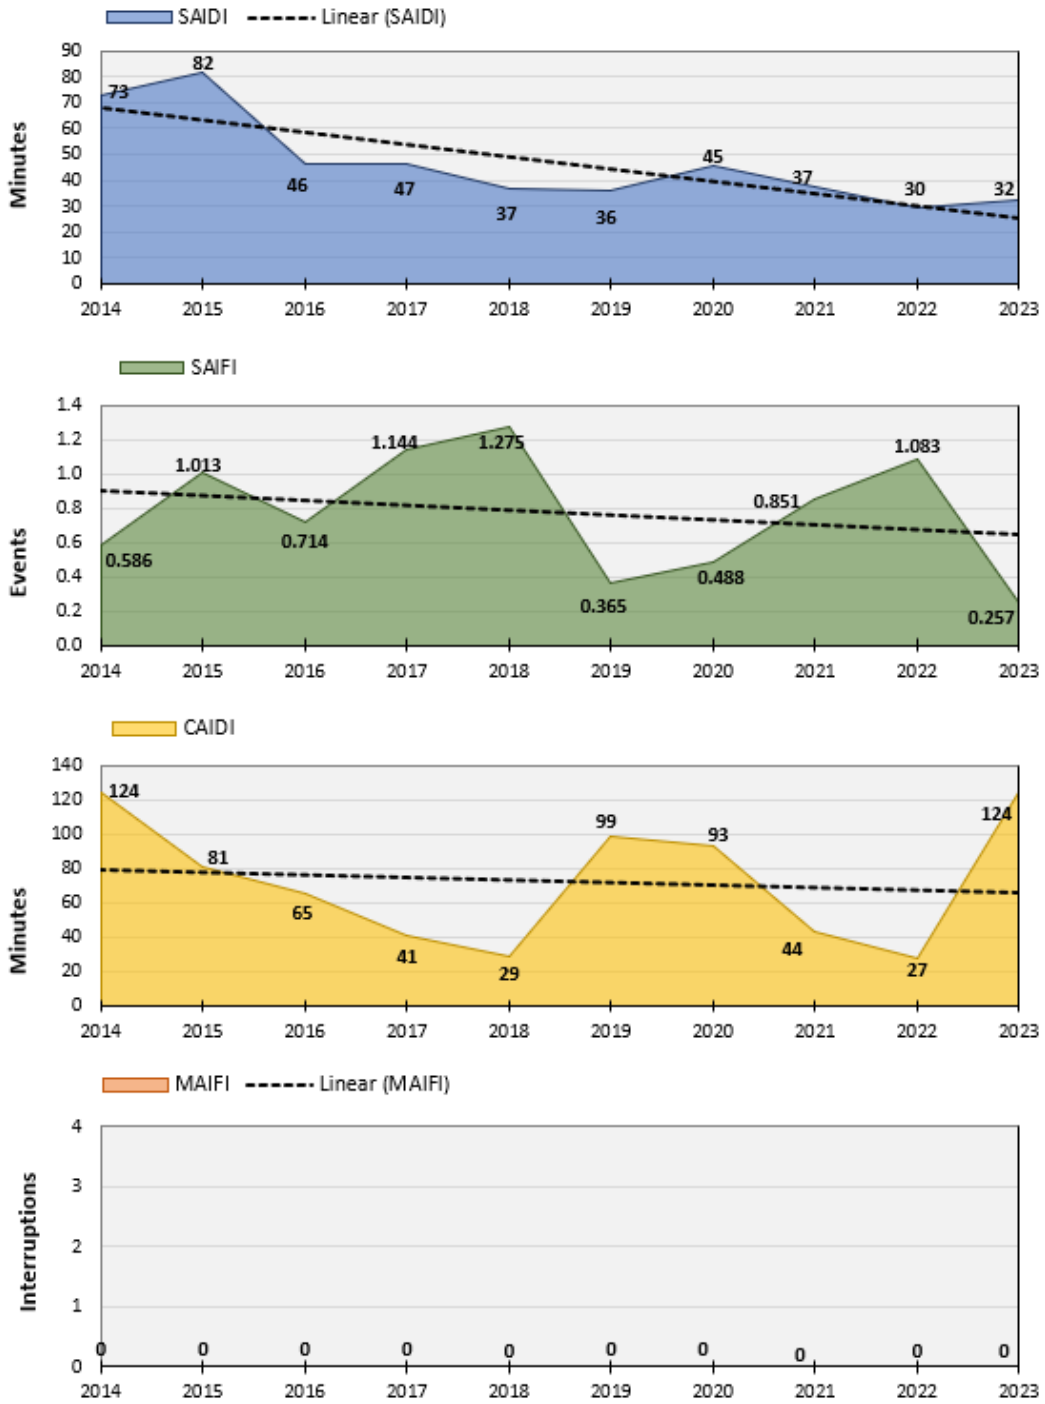 SAIDI Linear (SAIDI)
Minutes
90
80
70
60
50
40
30
20
10
0
73 82 46 47 37 36 45 37 30 32
2014 2015 2016 2017 2018 2019 2020 2021 2022 2023
SAIFI
Events
1.4
1.2
1.0
0.8
0.6
0.4
0.2
0.0
0.586 1.013 0.714 1.144 1.275 0.365 0.488 0.851 1.083 0.257
2014 2015 2016 2017 2018 2019 2020 2021 2022 2023
CAIDI
Minutes
140
120
100
80
60
40
20
0
124 81 65 41 29 99 93 44 27 124
2014 2015 2016 2017 2018 2019 2020 2021 2022 2023
MAIFI Linear (MAIFI)
Interruptions
4
3
2
1
0
0 0 0 0 0 0 0 0 0 0
2014 2015 2016 2017 2018 2019 2020 2021 2022 2023